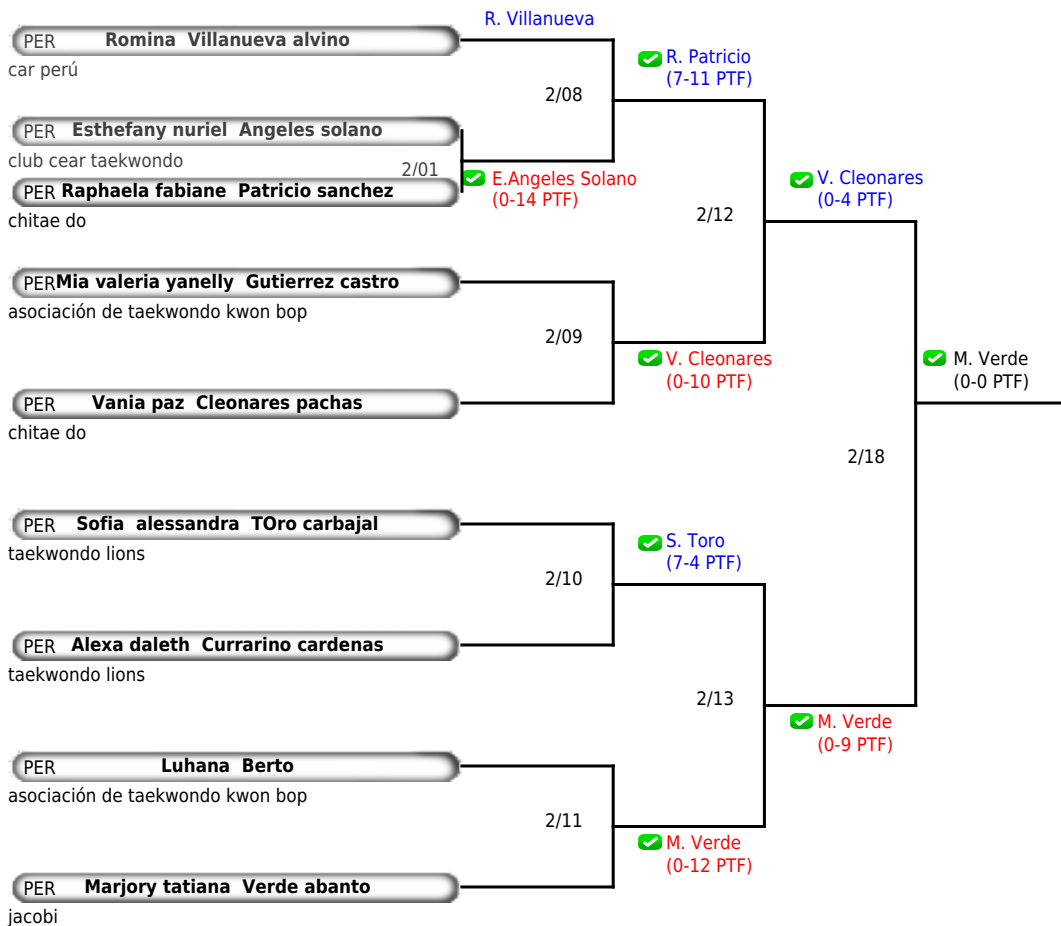 R. Villanueva
PER Romina Villanueva alvino
car perú
R. Patricio
(7-11 PTF)
2/08
PER Esthefany nuriel Angeles solano
club cear taekwondo
2/01
E.Angeles Solano
(0-14 PTF)
PER Raphaela fabiane Patricio sanchez
chitae do
V. Cleonares
(0-4 PTF)
2/12
PERMia valeria yanelly Gutierrez castro
asociación de taekwondo kwon bop
2/09
V. Cleonares
(0-10 PTF)
M. Verde
(0-0 PTF)
PER Vania paz Cleonares pachas
chitae do
2/18
PER Sofia alessandra TOro carbajal
taekwondo lions
S. Toro
(7-4 PTF)
2/10
PER Alexa daleth Currarino cardenas
taekwondo lions
2/13
M. Verde
(0-9 PTF)
PER Luhana Berto
asociación de taekwondo kwon bop
2/11
M. Verde
(0-12 PTF)
PER Marjory tatiana Verde abanto
jacobi